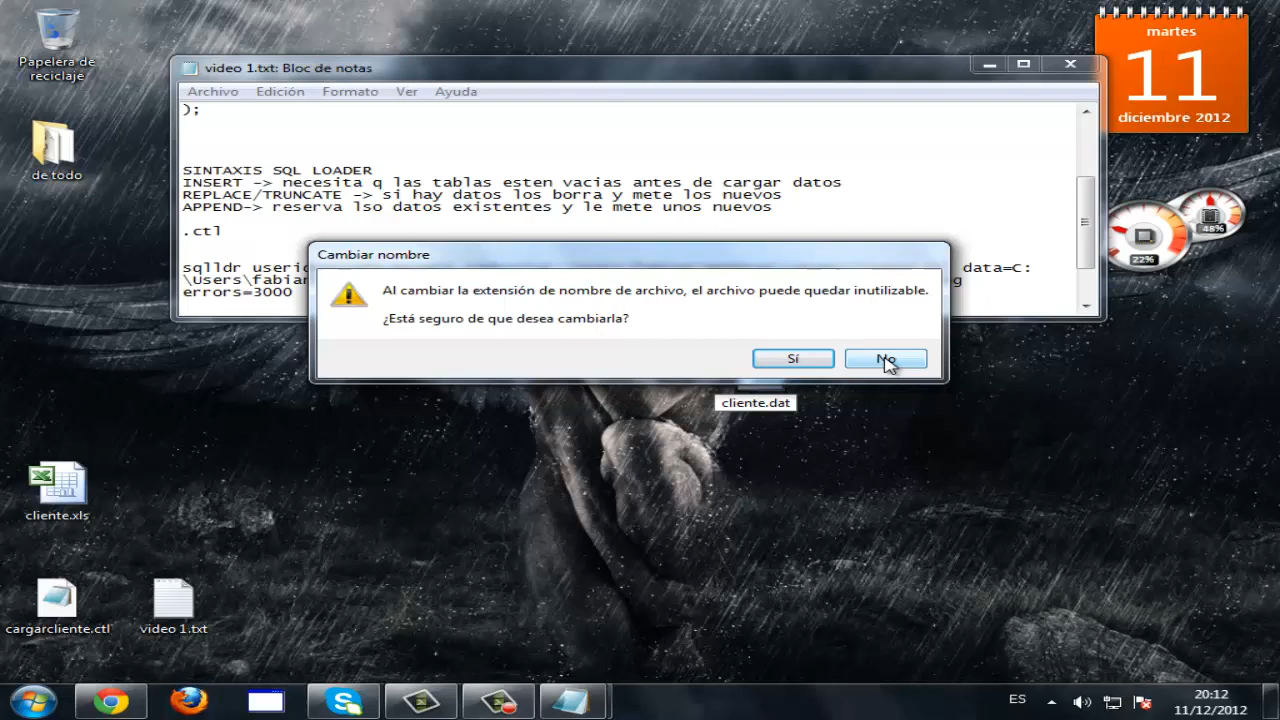 Papelera de
reciclaje
de todo
cliente.xls
cargarcliente.ctl
video 1.txt
video 1.txt: Bloc de notas
Archivo Edición Formato Ver Ayuda
);
SINTAXIS SQL LOADER
INSERT -> necesita q las tablas esten vacias antes de cargar datos
REPLACE/TRUNCATE -> si hay datos los borra y mete los nuevos
APPEND-> reserva lso datos existentes y le mete unos nuevos
.ctl
sqlldr data=C:
errors=3000
Cambiar nombre
Al cambiar la extensión de nombre de archivo, el archivo puede quedar inutilizable.
¿Está seguro de que desea cambiarla?
Sí No
cliente.dat
martes
11
diciembre 2012
48%
22%
ES
20:12
11/12/2012